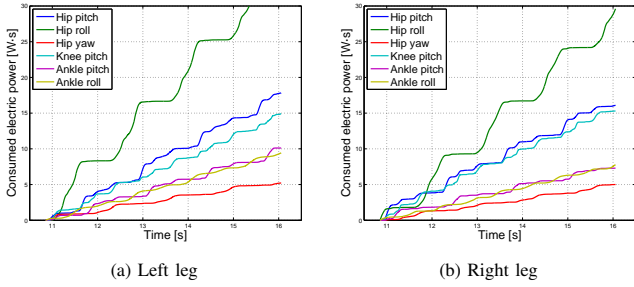 Consumed electric power [W·s]
30
25
20
15
10
5
0
Hip pitch
Hip roll
Hip yaw
Knee pitch
Ankle pitch
Ankle roll
11 12 13 14 15 16
Time [s]
(a) Left leg
Consumed electric power [W·s]
30
25
20
15
10
5
0
Hip pitch
Hip roll
Hip yaw
Knee pitch
Ankle pitch
Ankle roll
11 12 13 14 15 16
Time [s]
(b) Right leg